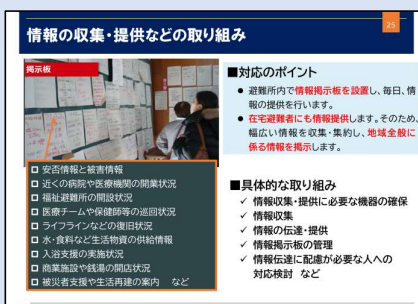 25
情報の収集・提供などの取り組み
掲示板
□ 安否情報と被害情報
□ 近くの病院や医療機関の開業状況
□ 福祉避難所の開設状況
□ 医療チームや保健師等の巡回状況
□ ライフラインなどの復旧状況
□ 水・食料など生活物資の供給情報
□ 入浴支援の実施状況
□ 商業施設や銭湯の開店状況
□ 被災者支援や生活再建の案内 など
■対応のポイント
● 避難所内で情報掲示板を設置し、毎日、情
報の提供を行います。
● 在宅避難者にも情報提供します。そのため、
幅広い情報を収集・集約し、地域全般に
係る情報を掲示します。
■具体的な取り組み
✓ 情報収集・提供に必要な機器の確保
✓ 情報収集
✓ 情報の伝達・提供
✓ 情報掲示板の管理
✓ 情報伝達に配慮が必要な人への
対応検討 など